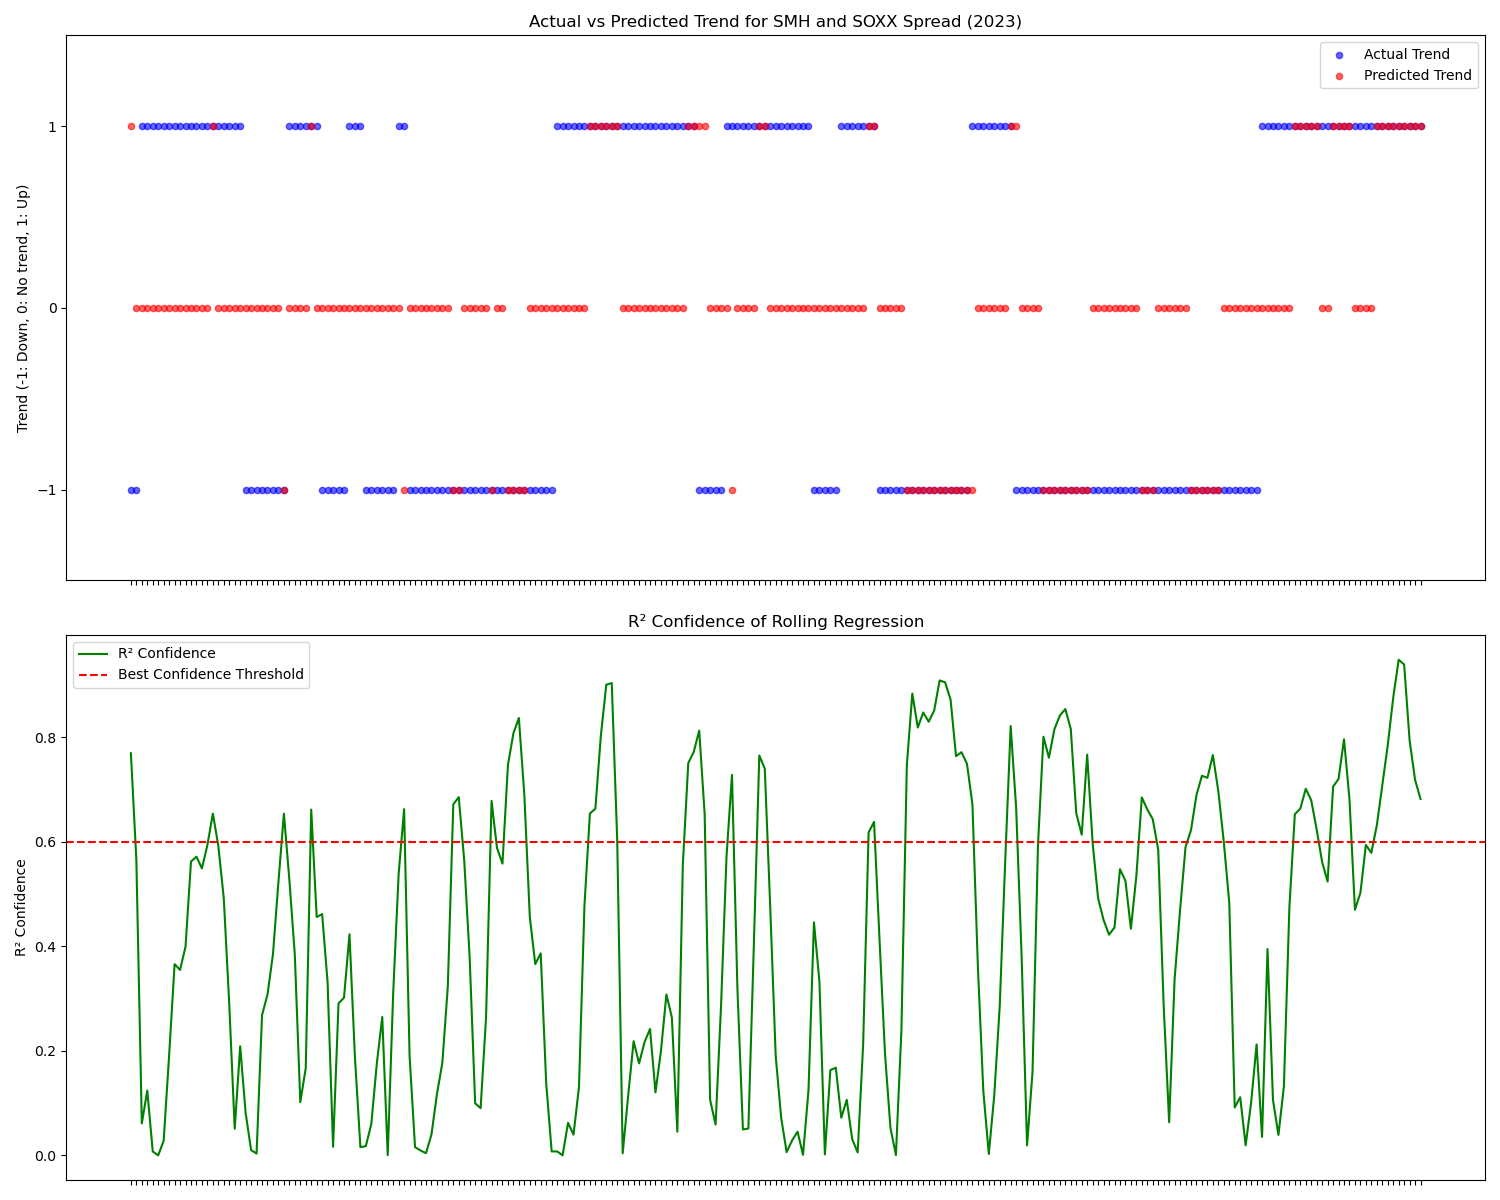 Actual vs Predicted Trend for SMH and SOXX Spread (2023)
Actual Trend
Predicted Trend
Trend (-1: Down, 0: No trend, 1: Up)
1
0
−1
R² Confidence of Rolling Regression
R² Confidence
Best Confidence Threshold
R² Confidence
0.8
0.6
0.4
0.2
0.0